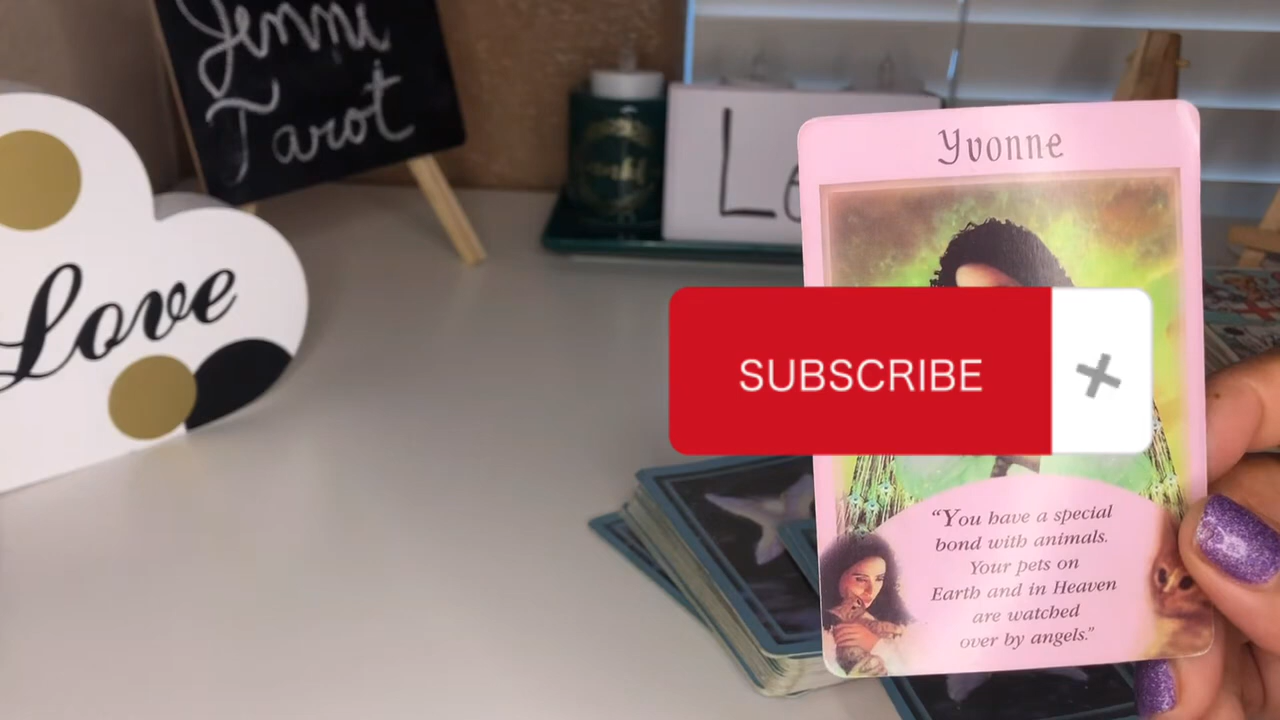 Jenni
Tarot
Love
Le
Yvonne
SUBSCRIBE
"You have a special
bond with animals.
Your pets on
Earth and in Heaven
are watched
over by angels."